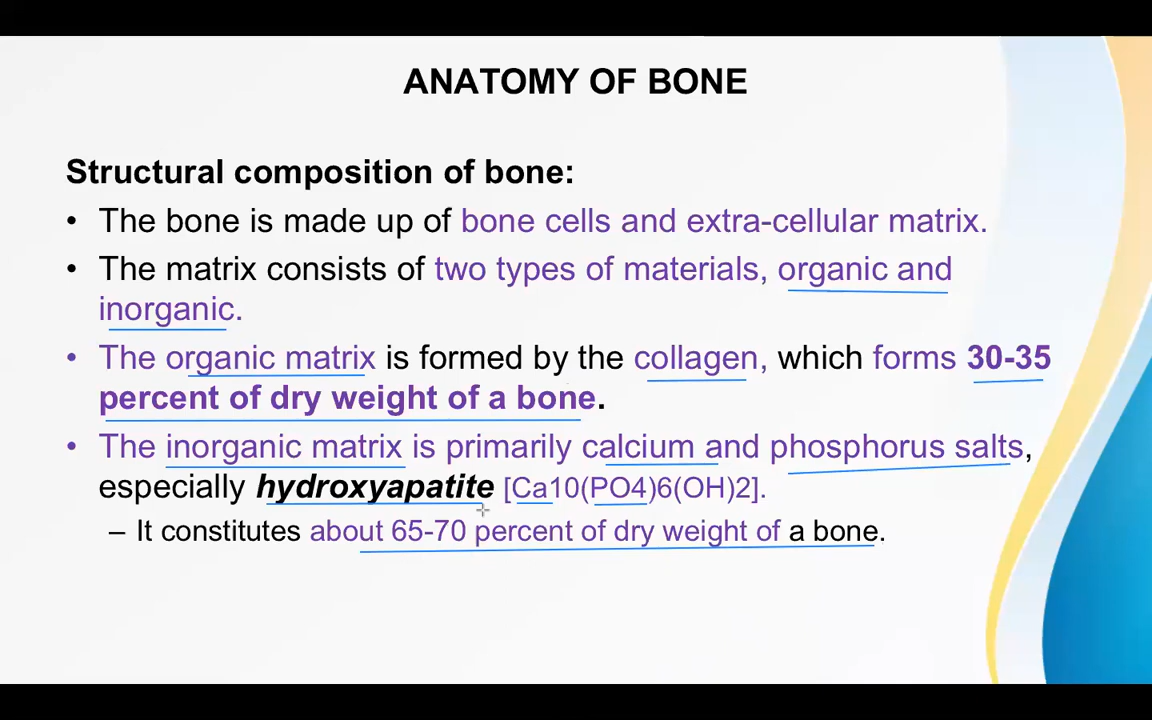 ANATOMY OF BONE
Structural composition of bone:
• The bone is made up of bone cells and extra-cellular matrix.
• The matrix consists of two types of materials, organic and
inorganic.
• The organic matrix is formed by the collagen, which forms 30-35
percent of dry weight of a bone.
• The inorganic matrix is primarily calcium and phosphorus salts,
especially hydroxyapatite [Ca10(PO4)6(OH)2].
– It constitutes about 65-70 percent of dry weight of a bone.